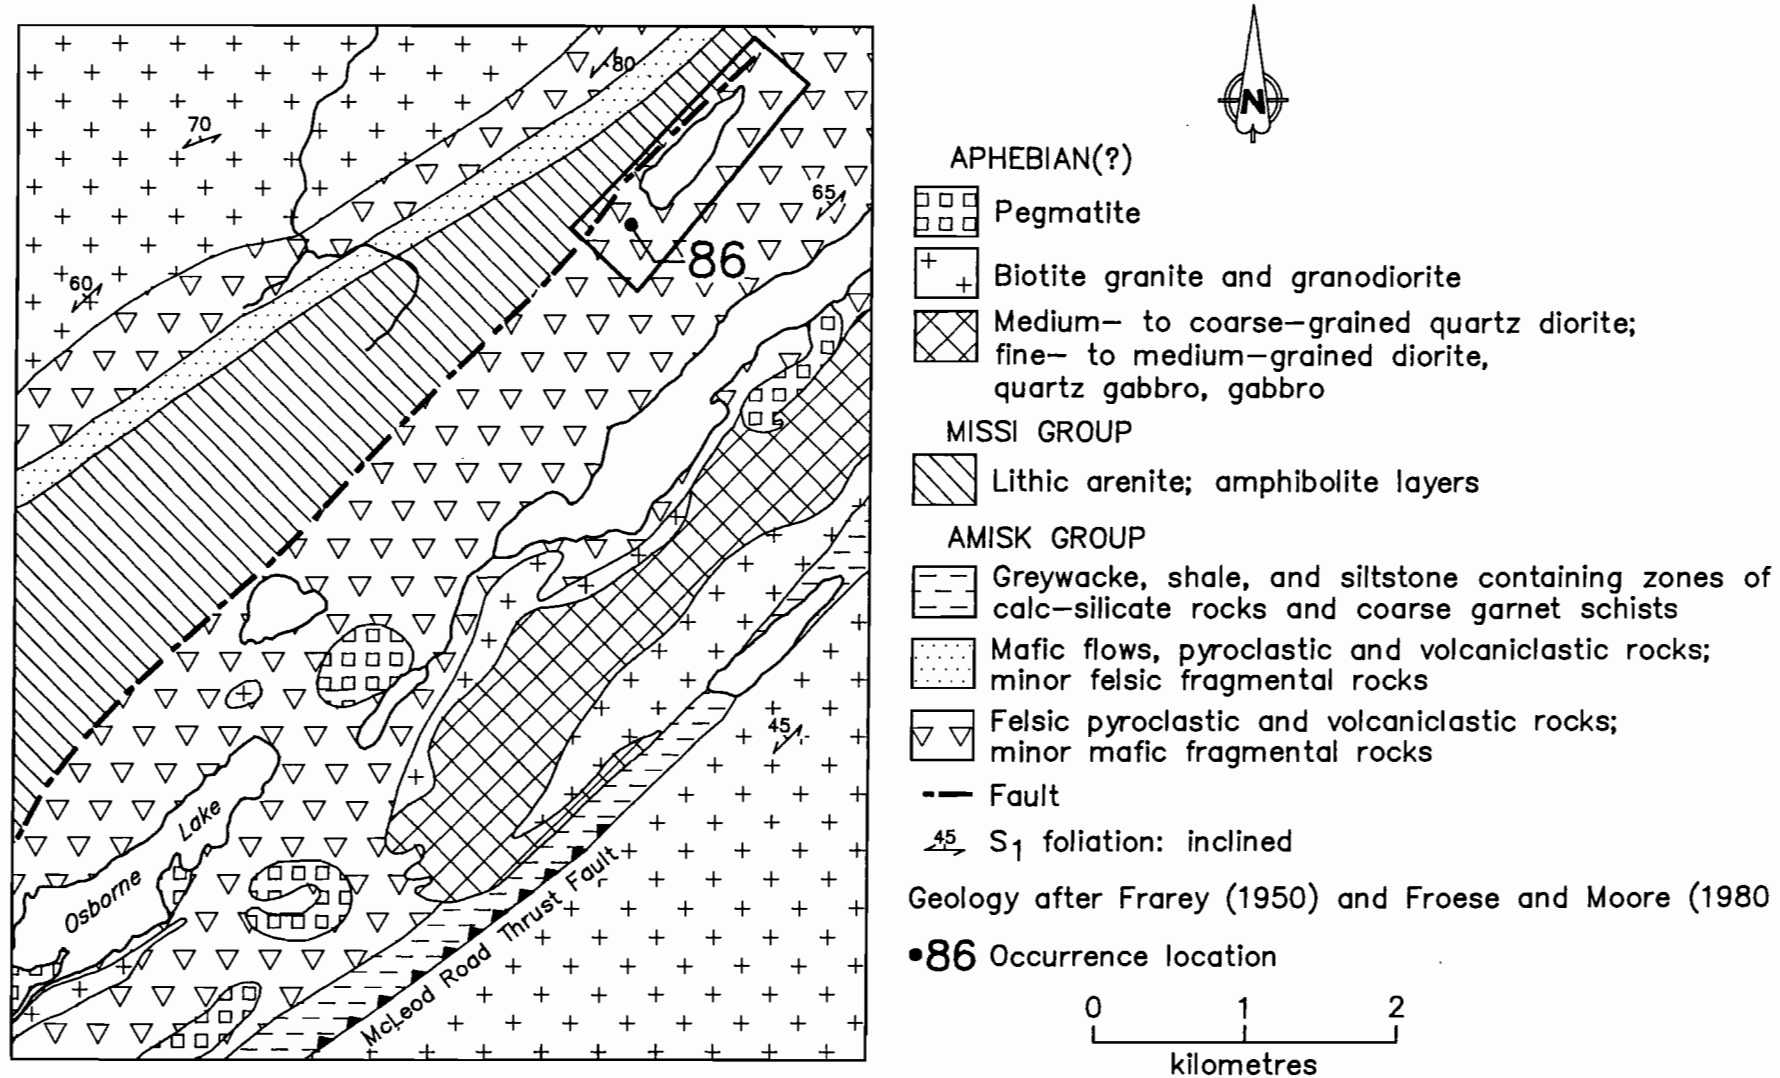 80
70
65
86
60
45
Osborne Lake
McLeod Road Thrust Fault
N
APHEBIAN(?)
Pegmatite
Biotite granite and granodiorite
Medium– to coarse–grained quartz diorite;
fine– to medium–grained diorite,
quartz gabbro, gabbro
MISSI GROUP
Lithic arenite; amphibolite layers
AMISK GROUP
Greywacke, shale, and siltstone containing zones of
calc–silicate rocks and coarse garnet schists
Mafic flows, pyroclastic and volcaniclastic rocks;
minor felsic fragmental rocks
Felsic pyroclastic and volcaniclastic rocks;
minor mafic fragmental rocks
Fault
45 S1 foliation: inclined
Geology after Frarey (1950) and Froese and Moore (1980
•86 Occurrence location
0 1 2
kilometres